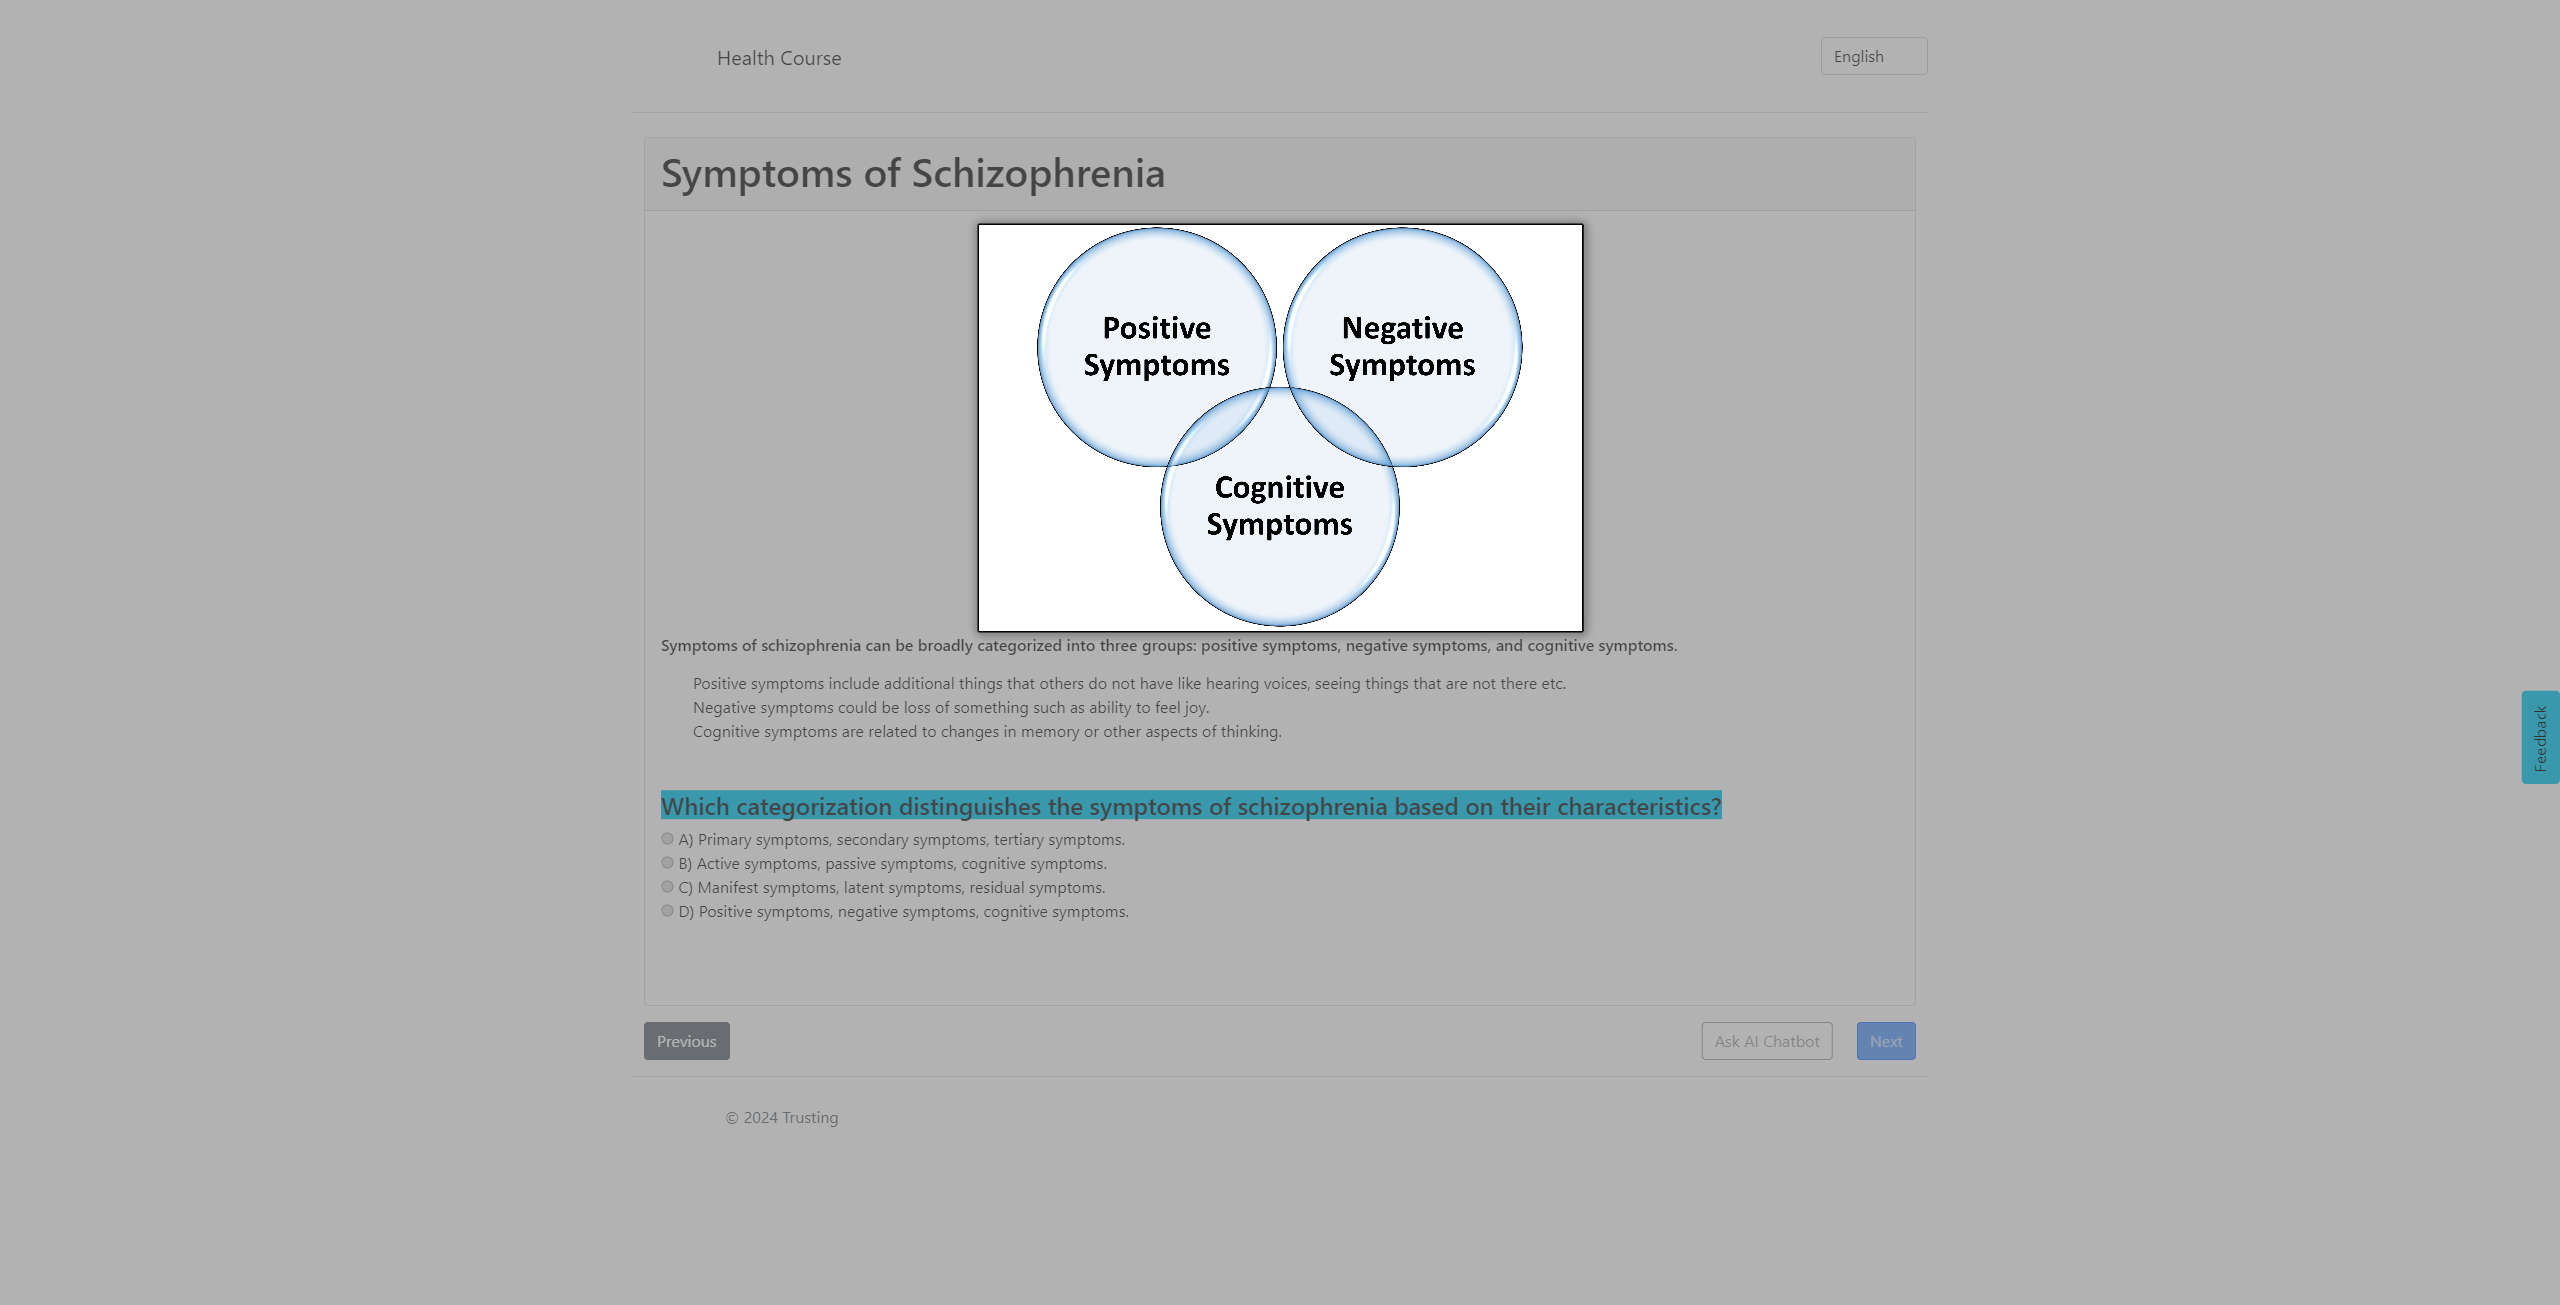 Health Course
English
Symptoms of Schizophrenia
Positive
Symptoms
Negative
Symptoms
Cognitive
Symptoms
Symptoms of schizophrenia can be broadly categorized into three groups: positive symptoms, negative symptoms, and cognitive symptoms.
Positive symptoms include additional things that others do not have like hearing voices, seeing things that are not there etc.
Negative symptoms could be loss of something such as ability to feel joy.
Cognitive symptoms are related to changes in memory or other aspects of thinking.
Feedback
Which categorization distinguishes the symptoms of schizophrenia based on their characteristics?
A) Primary symptoms, secondary symptoms, tertiary symptoms.
B) Active symptoms, passive symptoms, cognitive symptoms.
C) Manifest symptoms, latent symptoms, residual symptoms.
D) Positive symptoms, negative symptoms, cognitive symptoms.
Previous
Ask AI Chatbot
Next
© 2024 Trusting